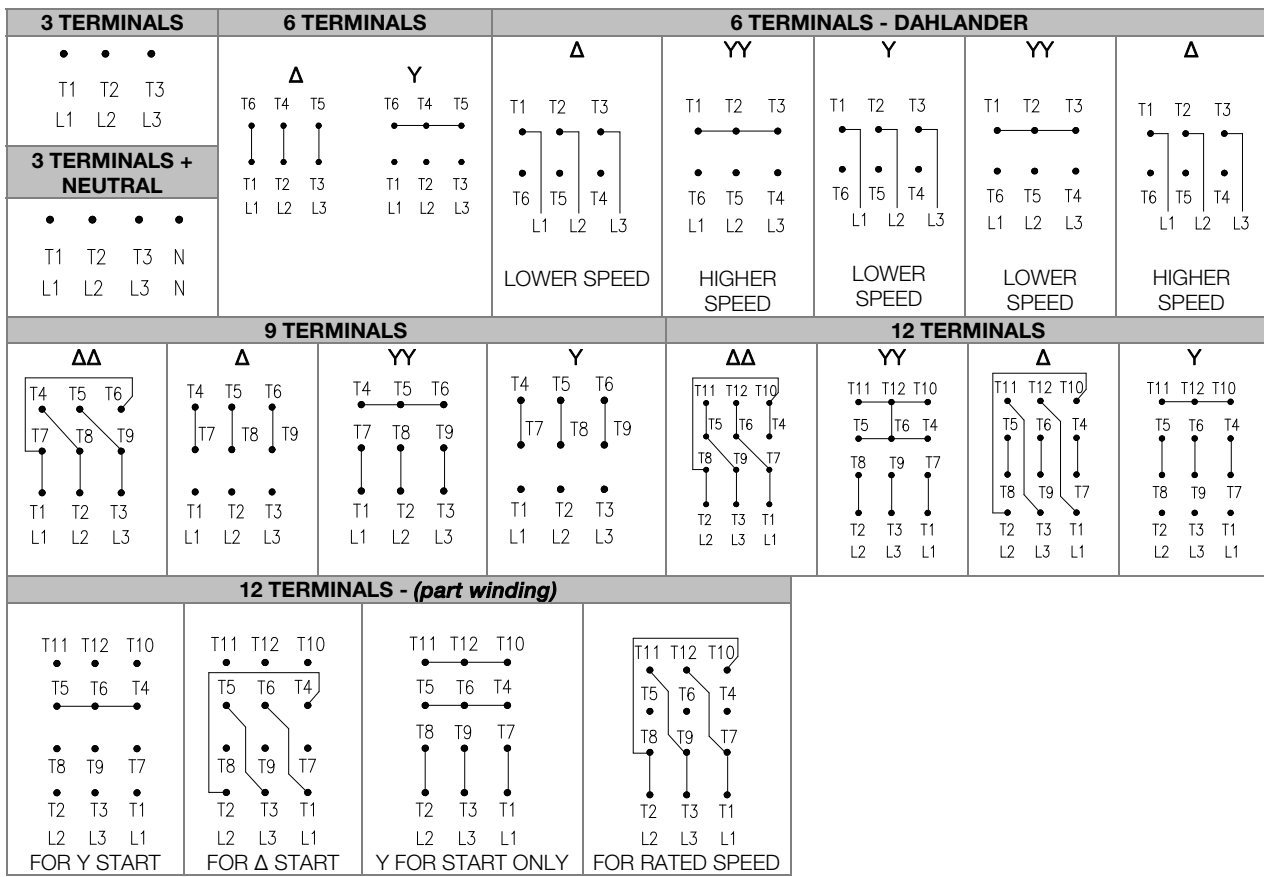 3 TERMINALS
T1 T2 T3
L1 L2 L3
3 TERMINALS +
NEUTRAL
T1 T2 T3 N
L1 L2 L3 N
6 TERMINALS
Δ
T6 T4 T5
T1 T2 T3
L1 L2 L3
Y
T6 T4 T5
T1 T2 T3
L1 L2 L3
6 TERMINALS - DAHLANDER
Δ
T1 T2 T3
T6 T5 T4
L1 L2 L3
LOWER SPEED
YY
T1 T2 T3
T6 T5 T4
L1 L2 L3
HIGHER
SPEED
Y
T1 T2 T3
T6 T5 T4
L1 L2 L3
LOWER
SPEED
YY
T1 T2 T3
T6 T5 T4
L1 L2 L3
LOWER
SPEED
Δ
T1 T2 T3
T6 T5 T4
L1 L2 L3
HIGHER
SPEED
9 TERMINALS
ΔΔ
T4 T5 T6
T7 T8 T9
T1 T2 T3
L1 L2 L3
Δ
T4 T5 T6
T7 T8 T9
T1 T2 T3
L1 L2 L3
YY
T4 T5 T6
T7 T8 T9
T1 T2 T3
L1 L2 L3
Y
T4 T5 T6
T7 T8 T9
T1 T2 T3
L1 L2 L3
12 TERMINALS
ΔΔ
T11 T12 T10
T5 T6 T4
T8 T9 T7
T2 T3 T1
L2 L3 L1
YY
T11 T12 T10
T5 T6 T4
T8 T9 T7
T2 T3 T1
L2 L3 L1
Δ
T11 T12 T10
T5 T6 T4
T8 T9 T7
T2 T3 T1
L2 L3 L1
Y
T11 T12 T10
T5 T6 T4
T8 T9 T7
T2 T3 T1
L2 L3 L1
12 TERMINALS - (part winding)
T11 T12 T10
T5 T6 T4
T8 T9 T7
T2 T3 T1
L2 L3 L1
FOR Y START
T11 T12 T10
T5 T6 T4
T8 T9 T7
T2 T3 T1
L2 L3 L1
FOR Δ START
T11 T12 T10
T5 T6 T4
T8 T9 T7
T2 T3 T1
L2 L3 L1
Y FOR START ONLY
T11 T12 T10
T5 T6 T4
T8 T9 T7
T2 T3 T1
L2 L3 L1
FOR RATED SPEED